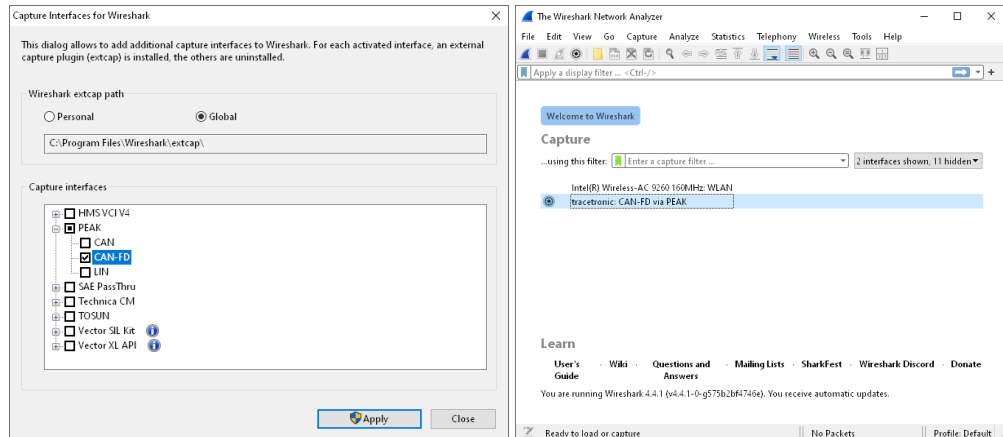 Capture Interfaces for Wireshark
This dialog allows to add additional capture interfaces to Wireshark. For each activated interface, an external
capture plugin (extcap) is installed, the others are uninstalled.
Wireshark extcap path
Personal
Global
C:\Program Files\Wireshark\extcap\
Capture interfaces
HMS VCI V4
PEAK
CAN
CAN-FD
LIN
SAE PassThru
Technica CM
TOSUN
Vector SIL Kit
Vector XL API
Apply
Close
The Wireshark Network Analyzer
File Edit View Go Capture Analyze Statistics Telephony Wireless Tools Help
Apply a display filter ... <Ctrl-/>
Welcome to Wireshark
Capture
...using this filter: Enter a capture filter ... 2 interfaces shown, 11 hidden
Intel(R) Wireless-AC 9260 160MHz: WLAN
tracetronic: CAN-FD via PEAK
Learn
User's Guide · Wiki · Questions and Answers · Mailing Lists · SharkFest · Wireshark Discord · Donate
You are running Wireshark 4.4.1 (v4.4.1-0-g575b2bf4746e). You receive automatic updates.
Ready to load or capture
No Packets
Profile: Default